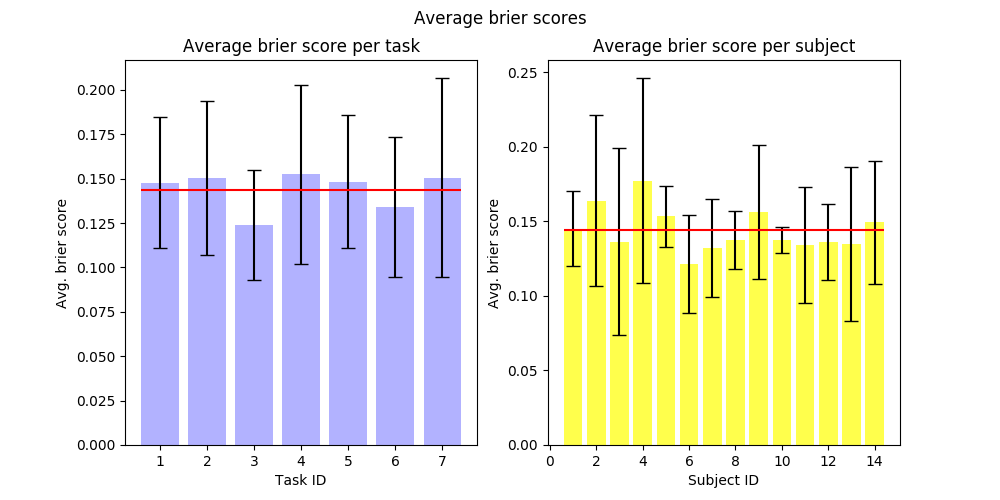 Average brier scores
Average brier score per task
Avg. brier score
0.200
0.175
0.150
0.125
0.100
0.075
0.050
0.025
0.000
1 2 3 4 5 6 7
Task ID
Average brier score per subject
Avg. brier score
0.25
0.20
0.15
0.10
0.05
0.00
0 2 4 6 8 10 12 14
Subject ID